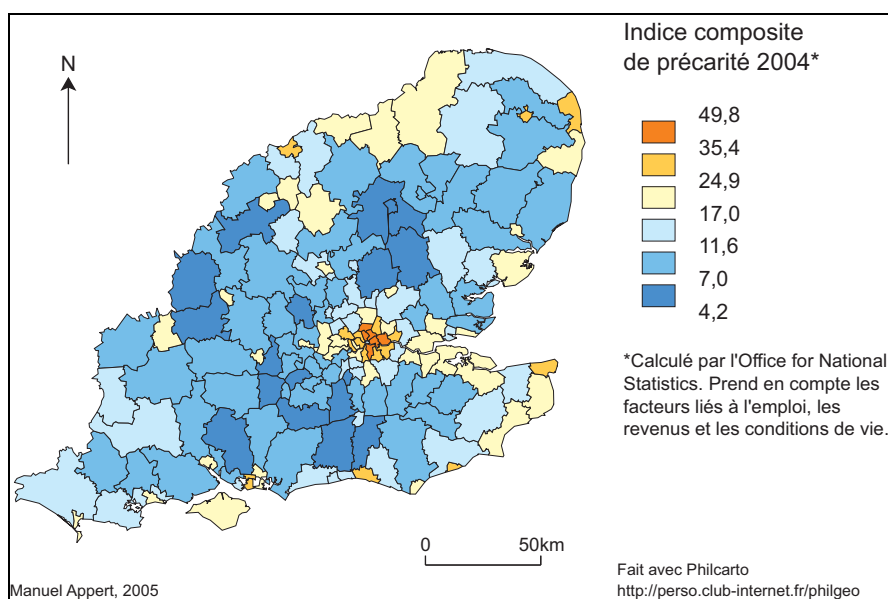 Indice composite
de précarité 2004*
N
49,8
35,4
24,9
17,0
11,6
7,0
4,2
*Calculé par l'Office for National
Statistics. Prend en compte les
facteurs liés à l'emploi, les
revenus et les conditions de vie.
0 50km
Manuel Appert, 2005
Fait avec Philcarto
http://perso.club-internet.fr/philgeo